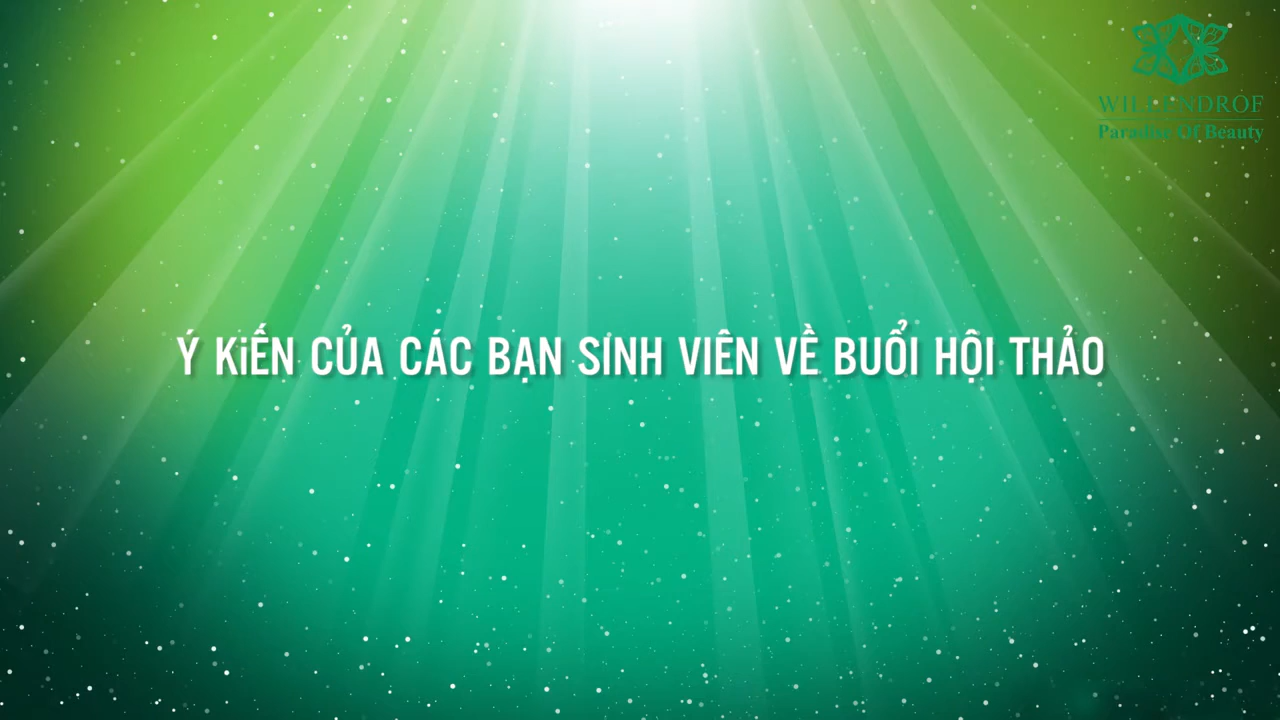 WILLENDROF
Paradise Of Beauty
Ý KiẾN CỦA CÁC BẠN SINH VIÊN VỀ BUỔI HỘI THẢO